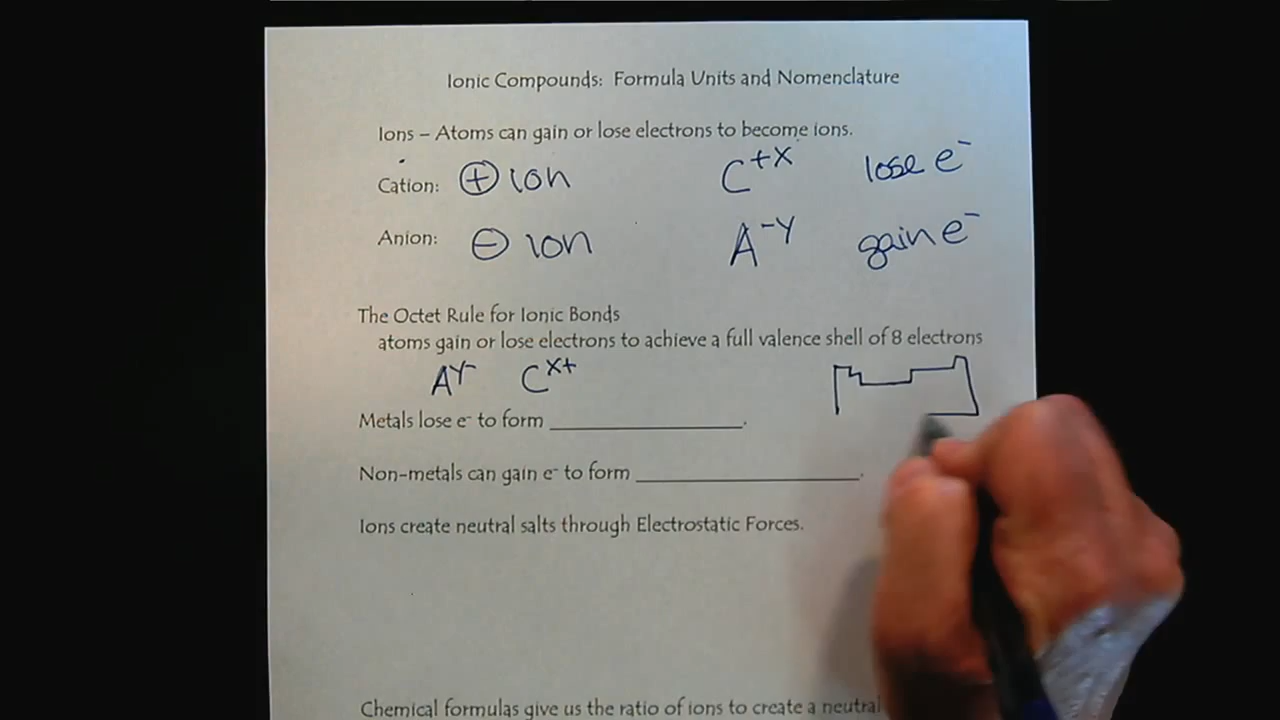 Ionic Compounds: Formula Units and Nomenclature
Ions – Atoms can gain or lose electrons to become ions.
Cation: ⊕ ion C⁺ˣ lose e⁻
Anion: ⊖ ion A⁻ʸ gain e⁻
The Octet Rule for Ionic Bonds
atoms gain or lose electrons to achieve a full valence shell of 8 electrons
Aʸ⁻ Cˣ⁺
Metals lose e⁻ to form ____________________.
Non-metals can gain e⁻ to form ____________________.
Ions create neutral salts through Electrostatic Forces.
Chemical formulas give us the ratio of ions to create a neutral